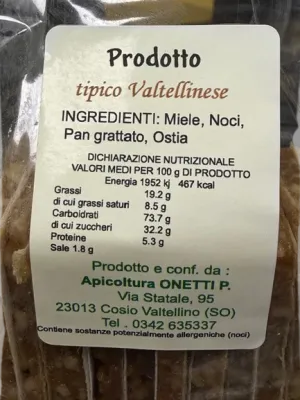 Prodotto
tipico Valtellinese
INGREDIENTI: Miele, Noci,
Pan grattato, Ostia
DICHIARAZIONE NUTRIZIONALE
VALORI MEDI PER 100 g DI PRODOTTO
Energia 1952 kj 467 kcal
Grassi 19.2 g
di cui grassi saturi 8.5 g
Carboidrati 73.7 g
di cui zuccheri 32.2 g
Proteine 5.3 g
Sale 1.8 g
Prodotto e conf. da :
Apicoltura ONETTI P.
Via Statale, 95
23013 Cosio Valtellino (SO)
Tel . 0342 635337
Contiene sostanze potenzialmente allergeniche (noci)